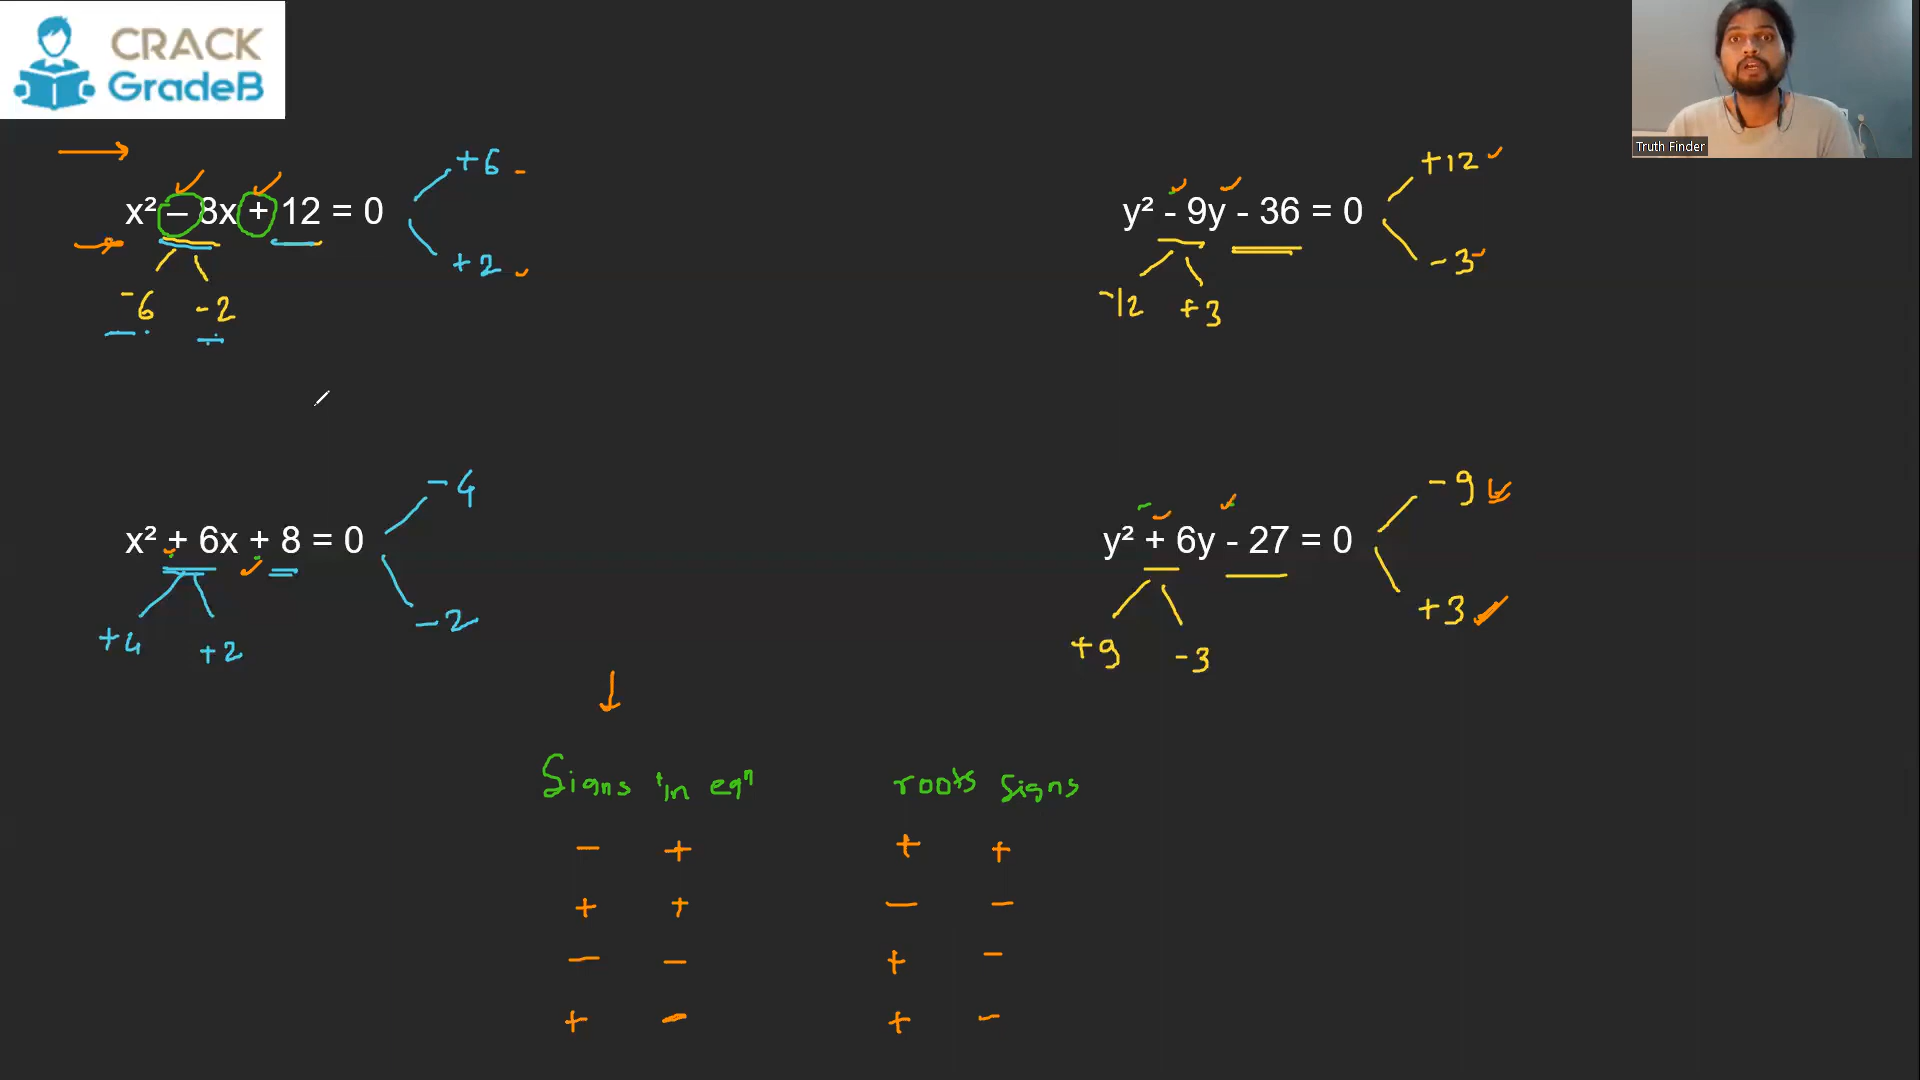 CRACK
GradeB
Truth Finder
x² – 8x + 12 = 0
+6
+2
-6 -2
y² - 9y - 36 = 0
+12
-3
-12 +3
x² + 6x + 8 = 0
-4
-2
+4 +2
y² + 6y - 27 = 0
-9
+3
+9 -3
Signs in eqⁿ roots signs
- + + +
+ + - -
- - + -
+ - + -